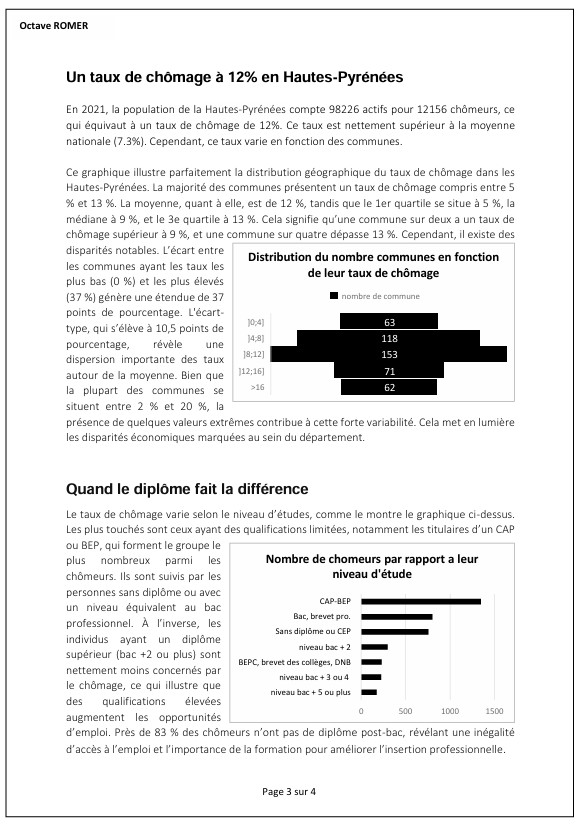 Octave ROMER
Un taux de chômage à 12% en Hautes-Pyrénées
En 2021, la population de la Hautes-Pyrénées compte 98226 actifs pour 12156 chômeurs, ce
qui équivaut à un taux de chômage de 12%. Ce taux est nettement supérieur à la moyenne
nationale (7.3%). Cependant, ce taux varie en fonction des communes.
Ce graphique illustre parfaitement la distribution géographique du taux de chômage dans les
Hautes-Pyrénées. La majorité des communes présentent un taux de chômage compris entre 5
% et 13 %. La moyenne, quant à elle, est de 12 %, tandis que le 1er quartile se situe à 5 %, la
médiane à 9 %, et le 3e quartile à 13 %. Cela signifie qu'une commune sur deux a un taux de
chômage supérieur à 9 %, et une commune sur quatre dépasse 13 %. Cependant, il existe des
disparités notables. L'écart entre
les communes ayant les taux les
plus bas (0 %) et les plus élevés
(37 %) génère une étendue de 37
points de pourcentage. L'écart-
type, qui s'élève à 10,5 points de
pourcentage, révèle une
dispersion importante des taux
autour de la moyenne. Bien que
la plupart des communes se
situent entre 2 % et 20 %, la
présence de quelques valeurs extrêmes contribue à cette forte variabilité. Cela met en lumière
les disparités économiques marquées au sein du département.
Distribution du nombre communes en fonction
de leur taux de chômage
nombre de commune
]0;4] 63
]4;8] 118
]8;12] 153
]12;16] 71
>16 62
Quand le diplôme fait la différence
Le taux de chômage varie selon le niveau d'études, comme le montre le graphique ci-dessus.
Les plus touchés sont ceux ayant des qualifications limitées, notamment les titulaires d'un CAP
ou BEP, qui forment le groupe le
plus nombreux parmi les
chômeurs. Ils sont suivis par les
personnes sans diplôme ou avec
un niveau équivalent au bac
professionnel. À l'inverse, les
individus ayant un diplôme
supérieur (bac +2 ou plus) sont
nettement moins concernés par
le chômage, ce qui illustre que
des qualifications élevées
augmentent les opportunités
d'emploi. Près de 83 % des chômeurs n'ont pas de diplôme post-bac, révélant une inégalité
d'accès à l'emploi et l'importance de la formation pour améliorer l'insertion professionnelle.
Nombre de chomeurs par rapport a leur
niveau d'étude
CAP-BEP
Bac, brevet pro.
Sans diplôme ou CEP
niveau bac + 2
BEPC, brevet des collèges, DNB
niveau bac + 3 ou 4
niveau bac + 5 ou plus
0 500 1000 1500
Page 3 sur 4